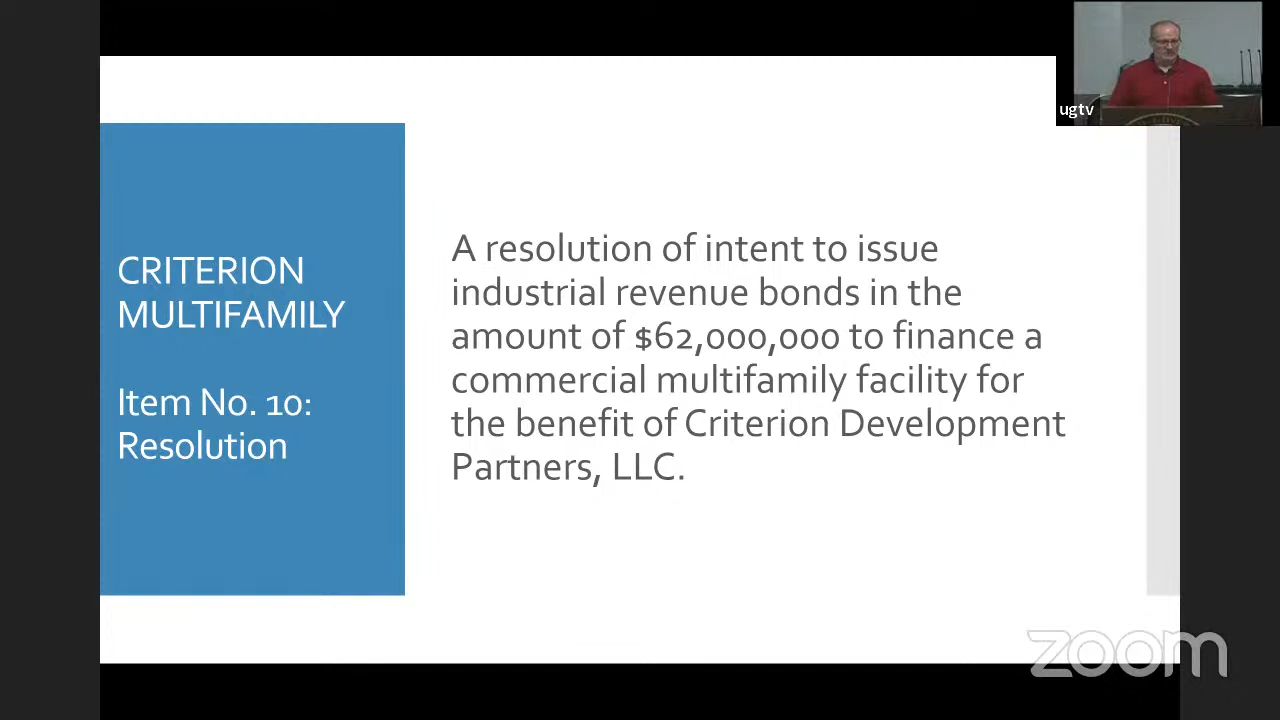 ugtv
CRITERION
MULTIFAMILY
Item No. 10:
Resolution
A resolution of intent to issue
industrial revenue bonds in the
amount of $62,000,000 to finance a
commercial multifamily facility for
the benefit of Criterion Development
Partners, LLC.
zoom